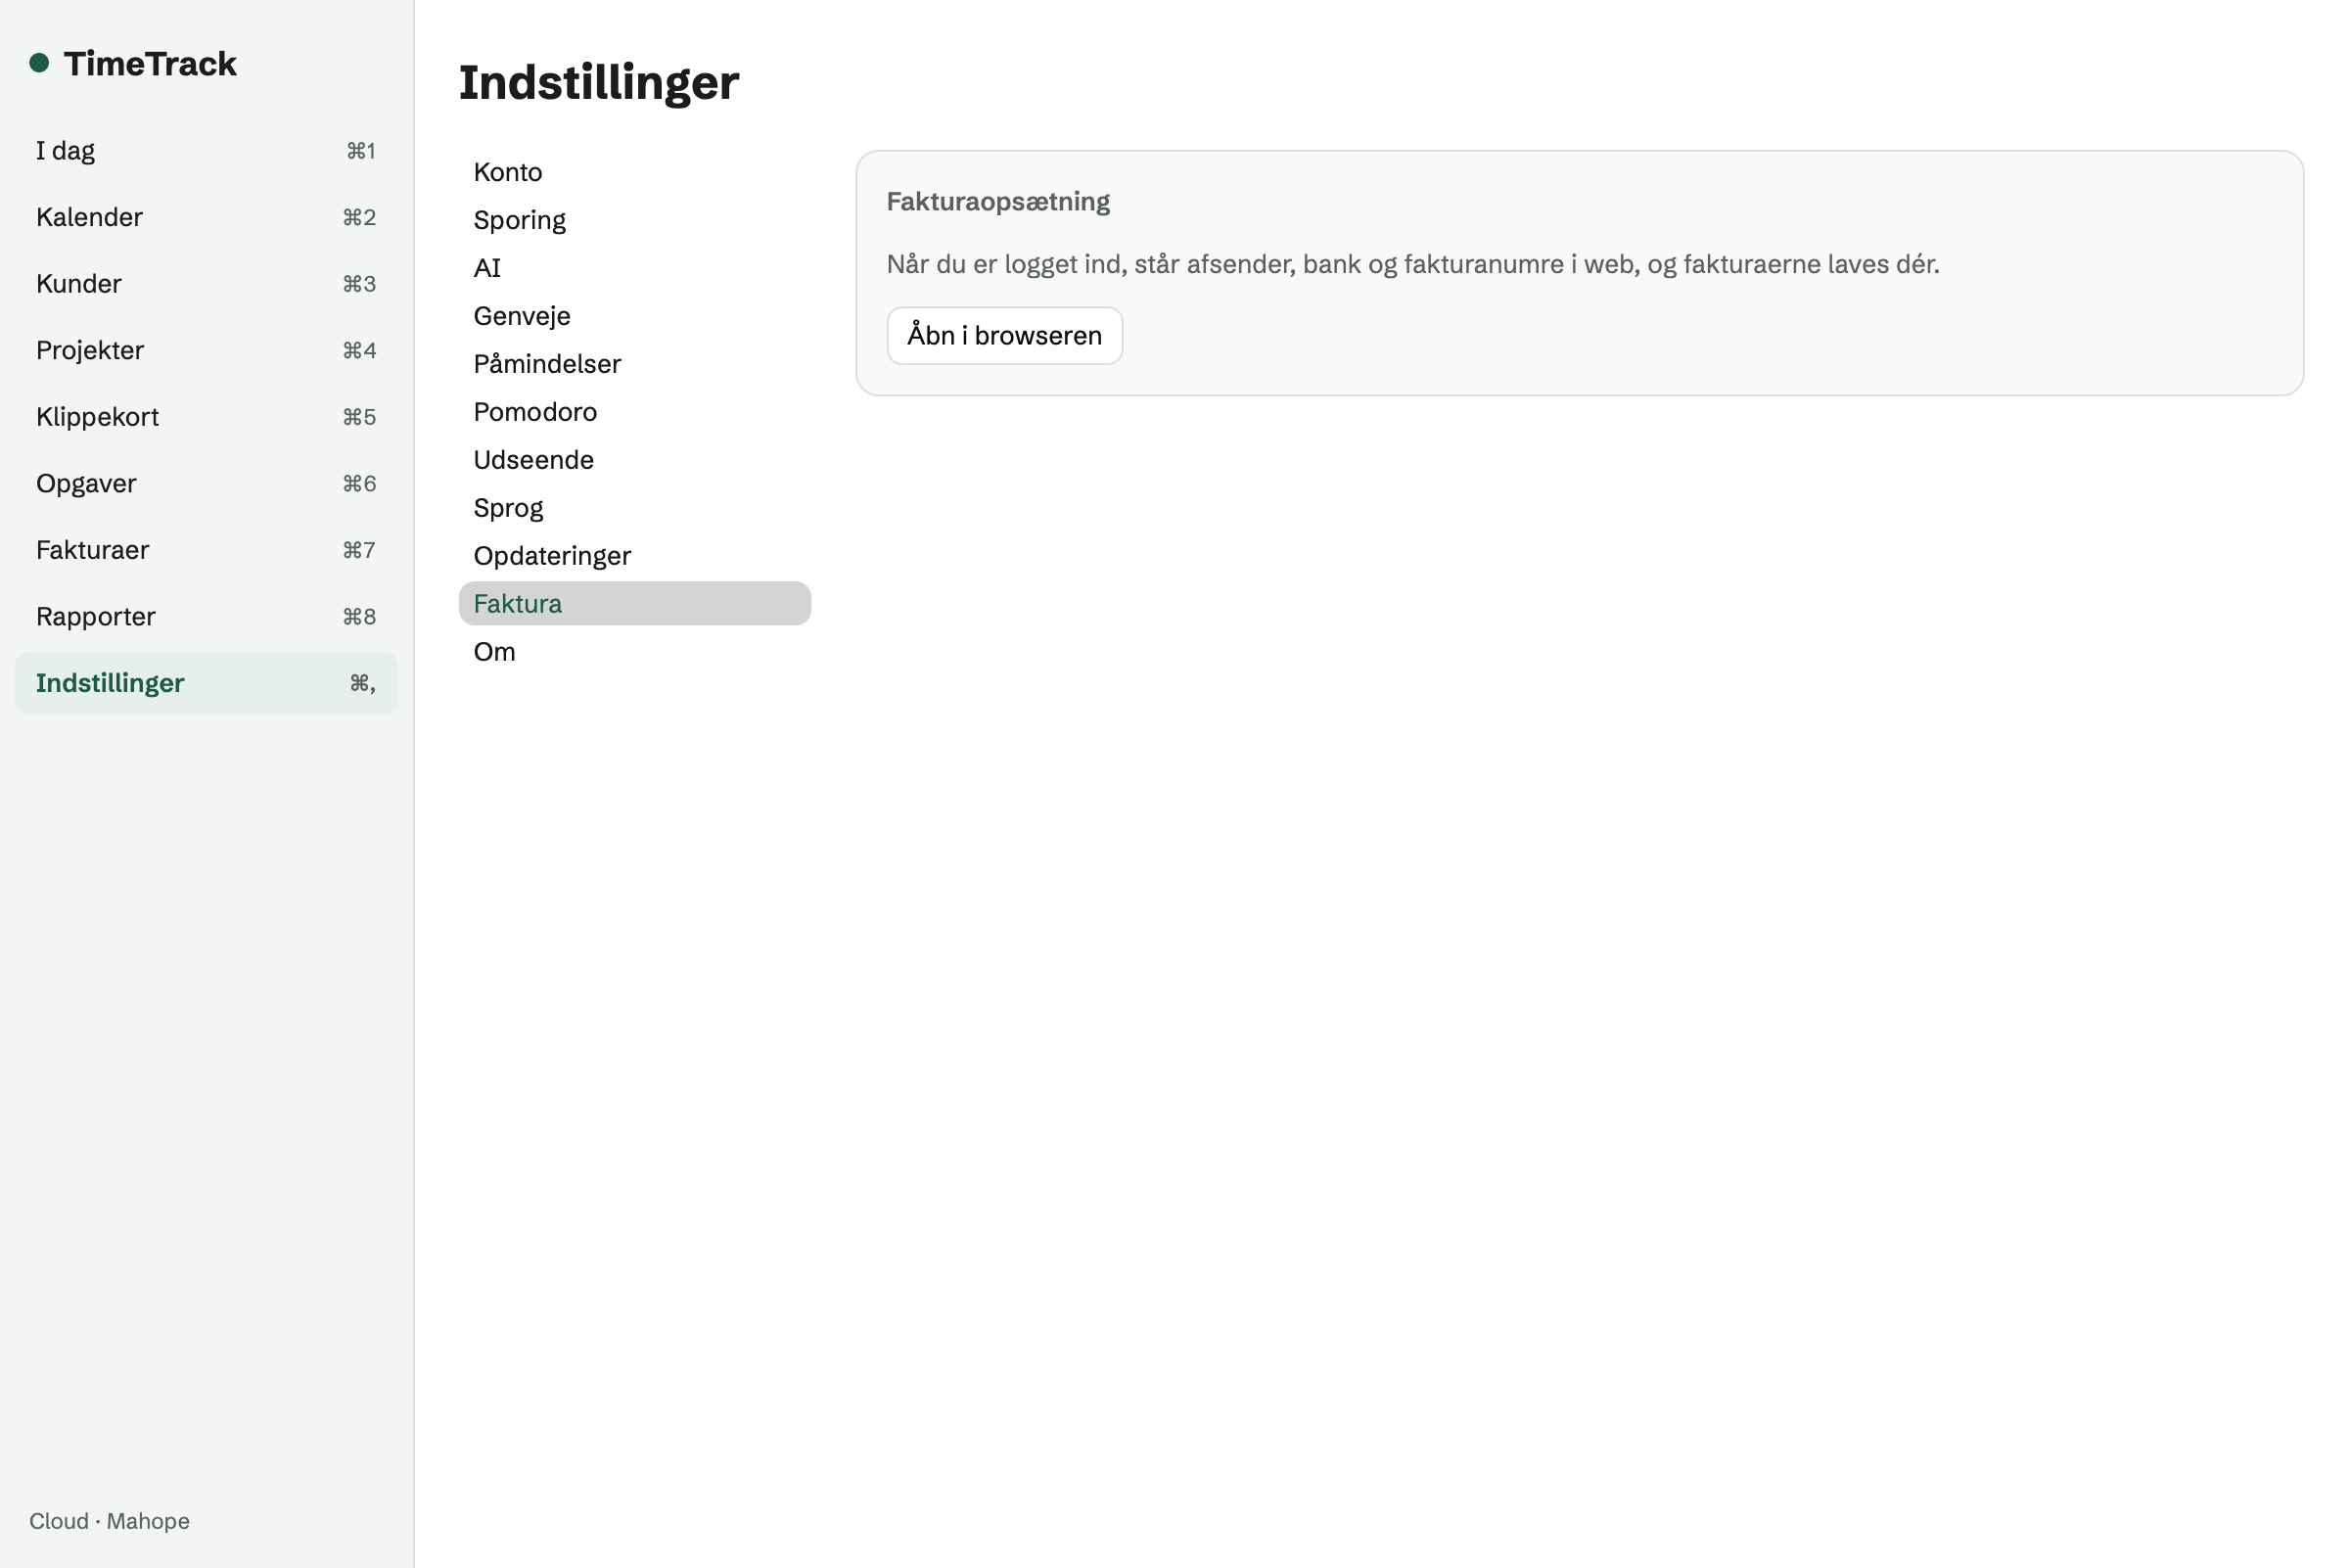 TimeTrack
I dag ⌘1
Kalender ⌘2
Kunder ⌘3
Projekter ⌘4
Klippekort ⌘5
Opgaver ⌘6
Fakturaer ⌘7
Rapporter ⌘8
Indstillinger ⌘,
Cloud · Mahope
Indstillinger
Konto
Sporing
AI
Genveje
Påmindelser
Pomodoro
Udseende
Sprog
Opdateringer
Faktura
Om
Fakturaopsætning
Når du er logget ind, står afsender, bank og fakturanumre i web, og fakturaerne laves dér.
Åbn i browseren